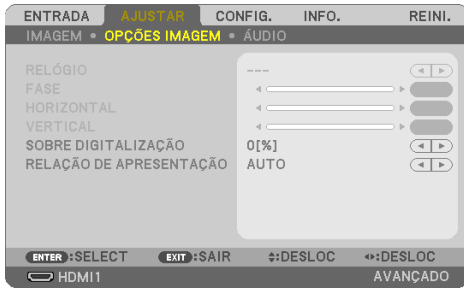 ENTRADA AJUSTAR CONFIG. INFO. REINI.
IMAGEM • OPÇÕES IMAGEM • ÁUDIO
RELÓGIO ---
FASE
HORIZONTAL
VERTICAL
SOBRE DIGITALIZAÇÃO 0[%]
RELAÇÃO DE APRESENTAÇÃO AUTO
ENTER :SELECT EXIT :SAIR :DESLOC :DESLOC
HDMI1 AVANÇADO